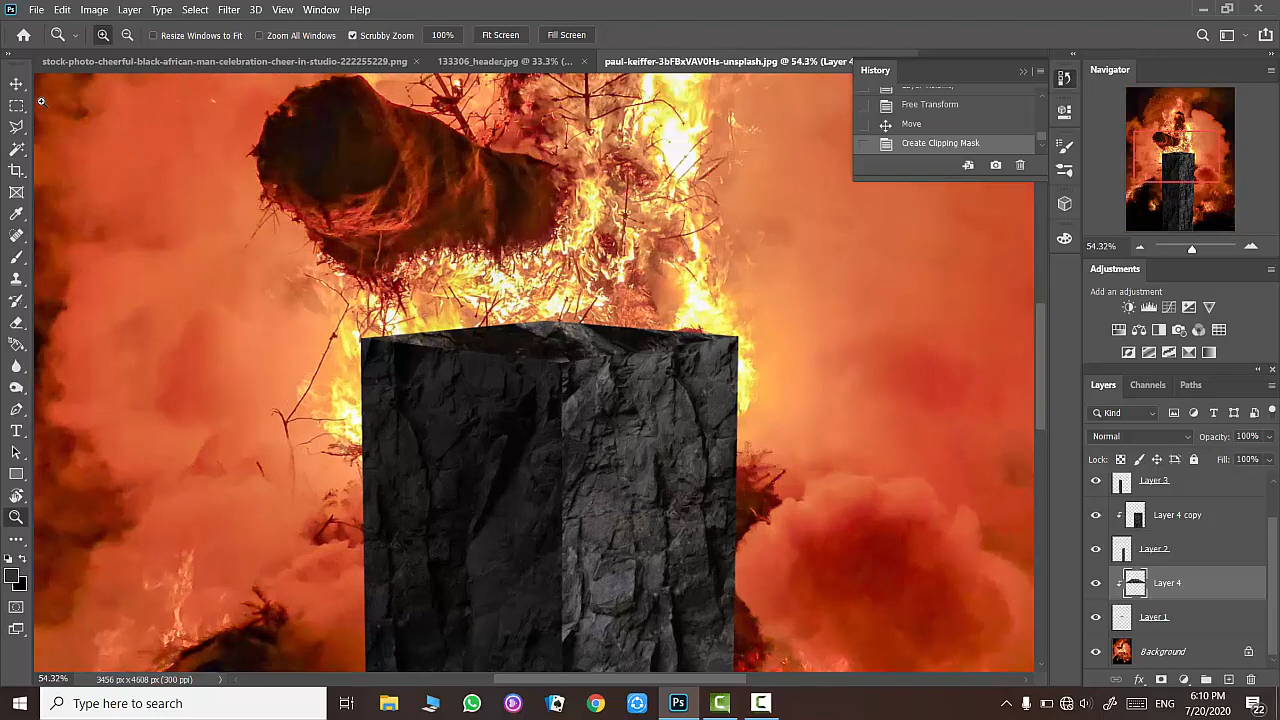 File Edit Image Layer Type Select Filter 3D View Window Help
Resize Windows to Fit Zoom All Windows Scrubby Zoom 100% Fit Screen Fill Screen
stock-photo-cheerful-black-african-man-celebration-cheer-in-studio-222255229.png × 133306_header.jpg @ 33.3% (... × paul-keiffer-3bFBxVAV0Hs-unsplash.jpg @ 54.3% (Layer 4
History
Free Transform
Move
Create Clipping Mask
Navigator
54.32%
Adjustments
Add an adjustment
Layers Channels Paths
Kind
Normal Opacity: 100%
Lock: Fill: 100%
Layer 3
Layer 4 copy
Layer 2
Layer 4
Layer 1
Background
54.32% 3456 px x 4608 px (300 ppi)
Type here to search
Ps
ENG
6:10 PM
7/20/2020
22